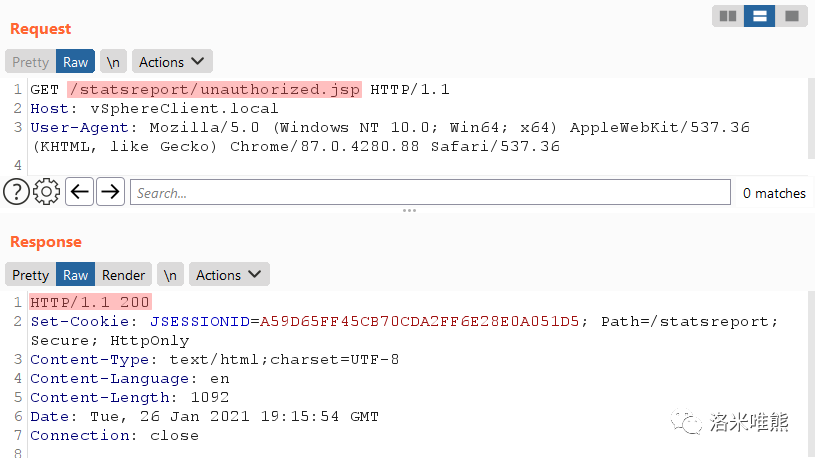 Request
Pretty Raw \n Actions
1 GET /statsreport/unauthorized.jsp HTTP/1.1
2 Host: vSphereClient.local
3 User-Agent: Mozilla/5.0 (Windows NT 10.0; Win64; x64) AppleWebKit/537.36
(KHTML, like Gecko) Chrome/87.0.4280.88 Safari/537.36
4
? Search... 0 matches
Response
Pretty Raw Render \n Actions
1 HTTP/1.1 200
2 Set-Cookie: JSESSIONID=A59D65FF45CB70CDA2FF6E28E0A051D5; Path=/statsreport;
Secure; HttpOnly
3 Content-Type: text/html;charset=UTF-8
4 Content-Language: en
5 Content-Length: 1092
6 Date: Tue, 26 Jan 2021 19:15:54 GMT
7 Connection: close
8
洛米唯熊